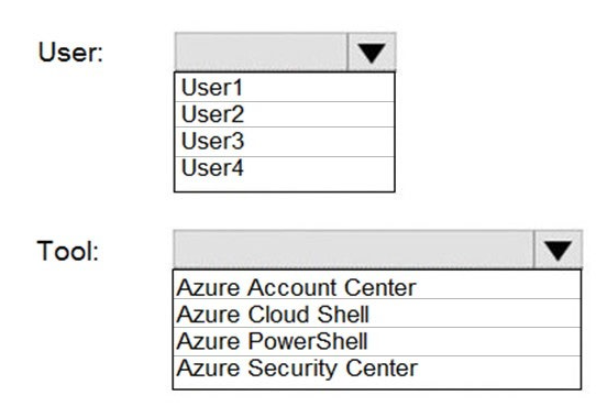 User:
User1
User2
User3
User4
Tool:
Azure Account Center
Azure Cloud Shell
Azure PowerShell
Azure Security Center